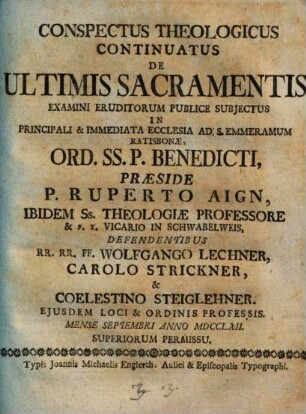 CONSPECTUS THEOLOGICUS
CONTINUATUS
DE
ULTIMIS SACRAMENTIS
EXAMINI ERUDITORUM PUBLICE SUBJECTUS
IN
PRINCIPALI & IMMEDIATA ECCLESIA AD, S. EMMERAMUM
RATISBONÆ,
ORD. SS. P. BENEDICTI,
PRÆSIDE
P. RUPERTO AIGN,
IBIDEM Ss. THEOLOGIÆ PROFESSORE
& P. T. VICARIO IN SCHWABELWEIS,
DEFENDENTIBUS
RR. RR. FF. WOLFGANGO LECHNER,
CAROLO STRICKNER,
&
COELESTINO STEIGLEHNER.
EJUSDEM LOCI & ORDINIS PROFESSIS.
MENSE SEPTEMBRI ANNO MDCCLXII.
SUPERIORUM PERMISSU.
Typis Joannis Michaelis Englerth. Aulici & Episcopalis Typographi.